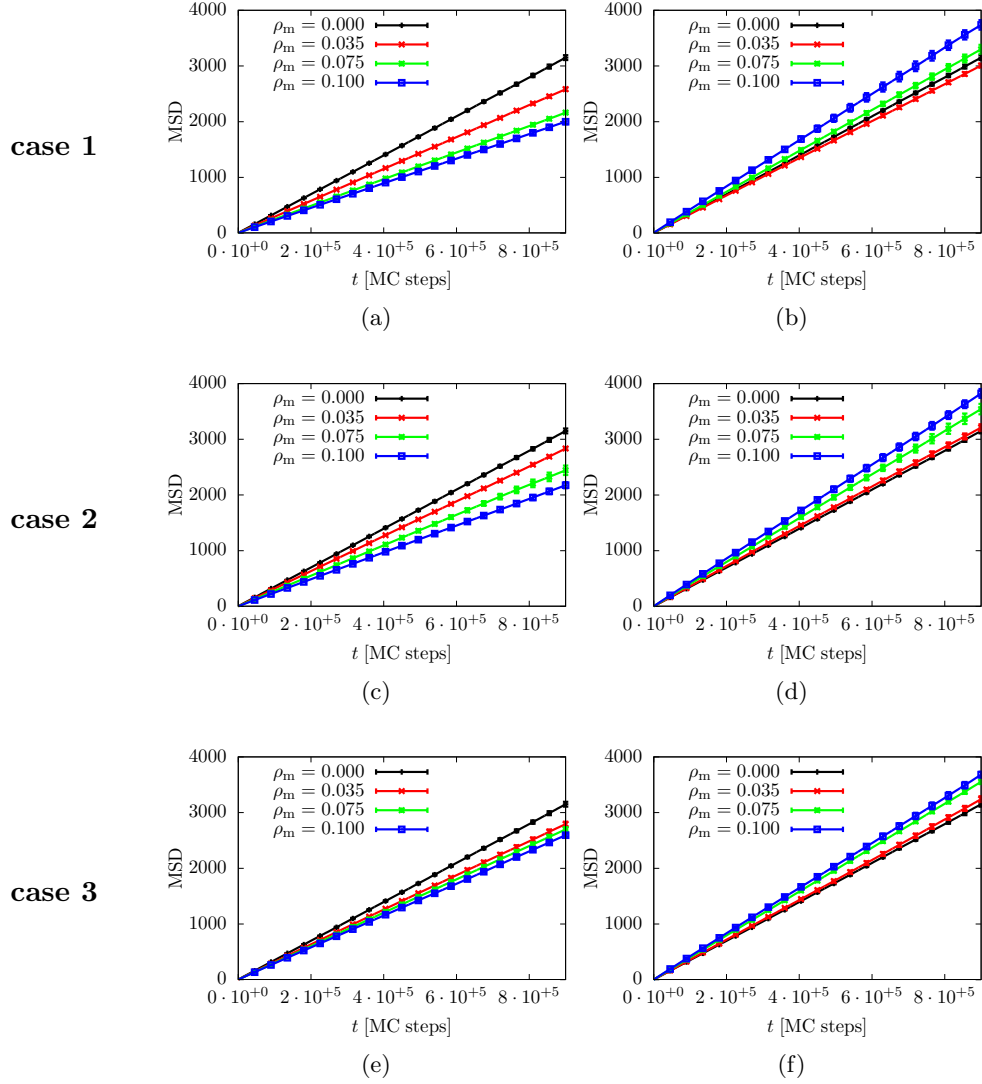 case 1
MSD
4000
3000
2000
1000
0
ρm = 0.000
ρm = 0.035
ρm = 0.075
ρm = 0.100
0 · 10+0 2 · 10+5 4 · 10+5 6 · 10+5 8 · 10+5
t [MC steps]
(a)
MSD
4000
3000
2000
1000
0
ρm = 0.000
ρm = 0.035
ρm = 0.075
ρm = 0.100
0 · 10+0 2 · 10+5 4 · 10+5 6 · 10+5 8 · 10+5
t [MC steps]
(b)
case 2
MSD
4000
3000
2000
1000
0
ρm = 0.000
ρm = 0.035
ρm = 0.075
ρm = 0.100
0 · 10+0 2 · 10+5 4 · 10+5 6 · 10+5 8 · 10+5
t [MC steps]
(c)
MSD
4000
3000
2000
1000
0
ρm = 0.000
ρm = 0.035
ρm = 0.075
ρm = 0.100
0 · 10+0 2 · 10+5 4 · 10+5 6 · 10+5 8 · 10+5
t [MC steps]
(d)
case 3
MSD
4000
3000
2000
1000
0
ρm = 0.000
ρm = 0.035
ρm = 0.075
ρm = 0.100
0 · 10+0 2 · 10+5 4 · 10+5 6 · 10+5 8 · 10+5
t [MC steps]
(e)
MSD
4000
3000
2000
1000
0
ρm = 0.000
ρm = 0.035
ρm = 0.075
ρm = 0.100
0 · 10+0 2 · 10+5 4 · 10+5 6 · 10+5 8 · 10+5
t [MC steps]
(f)